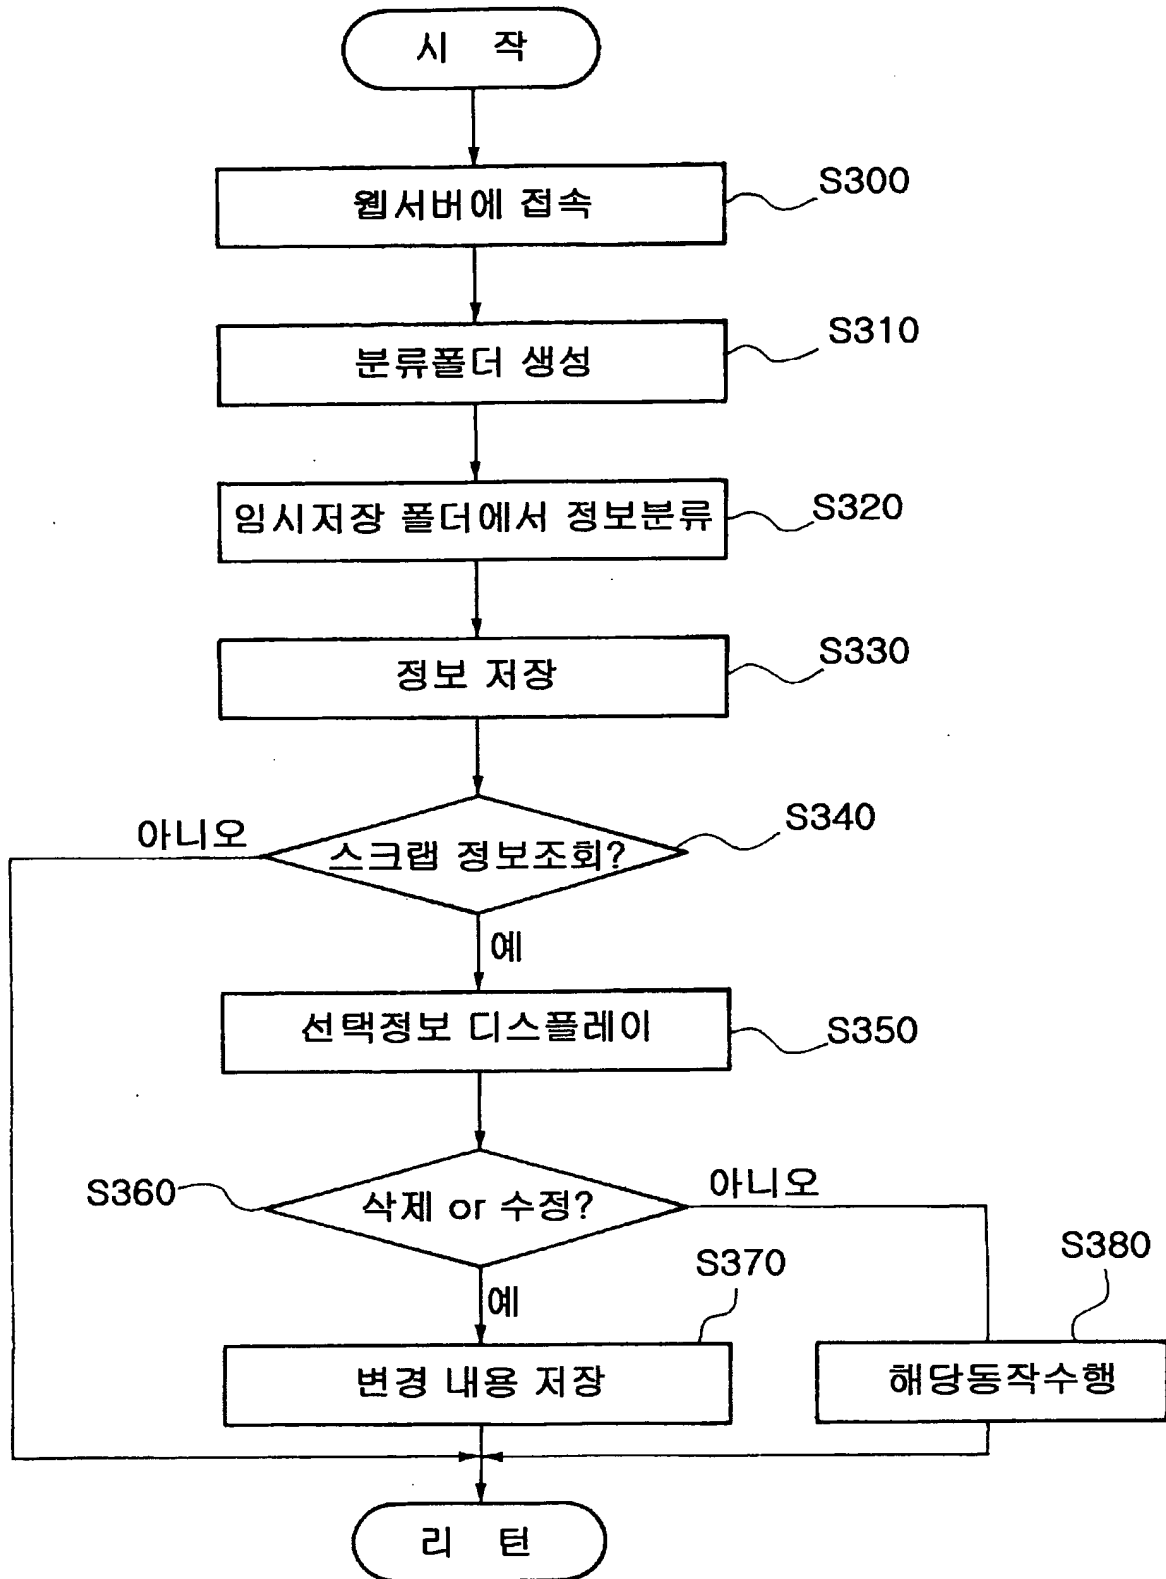 시 작
웹서버에 접속
S300
분류폴더 생성
S310
임시저장 폴더에서 정보분류
S320
정보 저장
S330
아니오
스크랩 정보조회?
S340
예
선택정보 디스플레이
S350
S360
삭제 or 수정?
아니오
예
S370
S380
변경 내용 저장
해당동작수행
리 턴